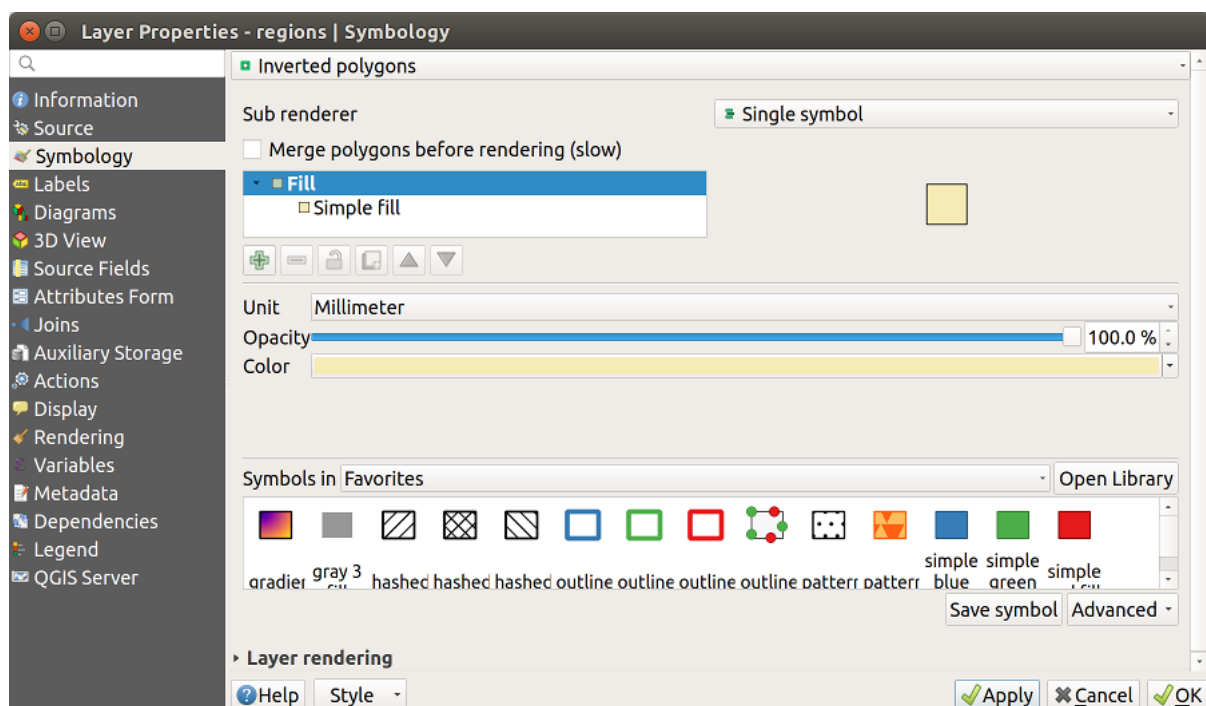 Layer Properties - regions | Symbology
Inverted polygons
Information
Source
Symbology
Labels
Diagrams
3D View
Source Fields
Attributes Form
Joins
Auxiliary Storage
Actions
Display
Rendering
Variables
Metadata
Dependencies
Legend
QGIS Server
Sub renderer
Single symbol
Merge polygons before rendering (slow)
Fill
Simple fill
Unit Millimeter
Opacity 100.0 %
Color
Symbols in Favorites Open Library
gradier gray 3 hashed hashed hashed outline outline outline outline patterr patterr simple blue simple green simple
Save symbol Advanced
Layer rendering
Help Style Apply Cancel OK